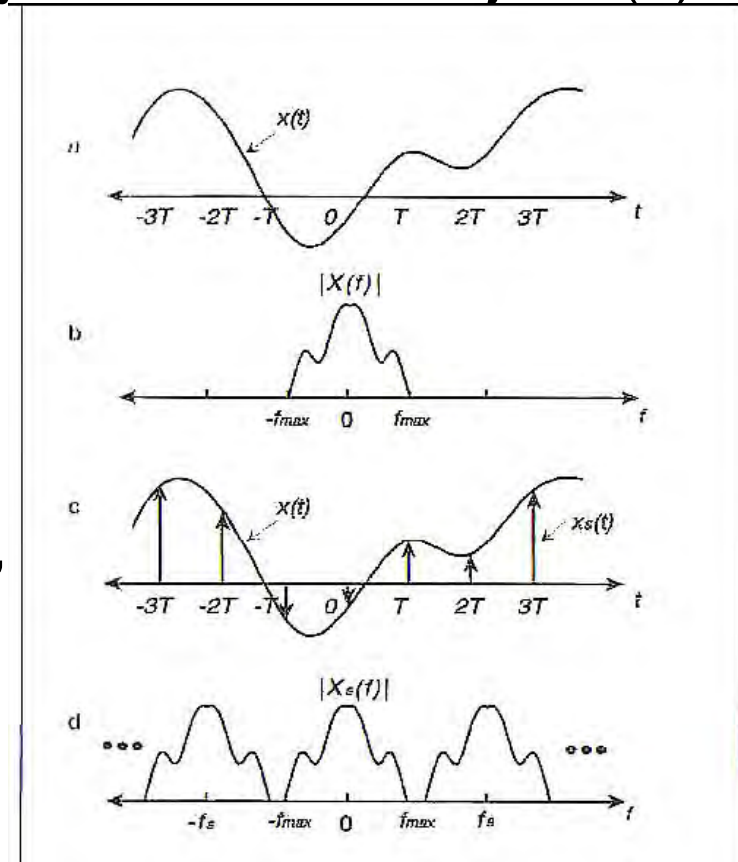 x(t)
a
-3T -2T -T 0 T 2T 3T t
|X(f)|
b
-fmax 0 fmax f
c
x(t)
xs(t)
-3T -2T -T 0 T 2T 3T t
|Xs(f)|
d
-fs -fmax 0 fmax fs f